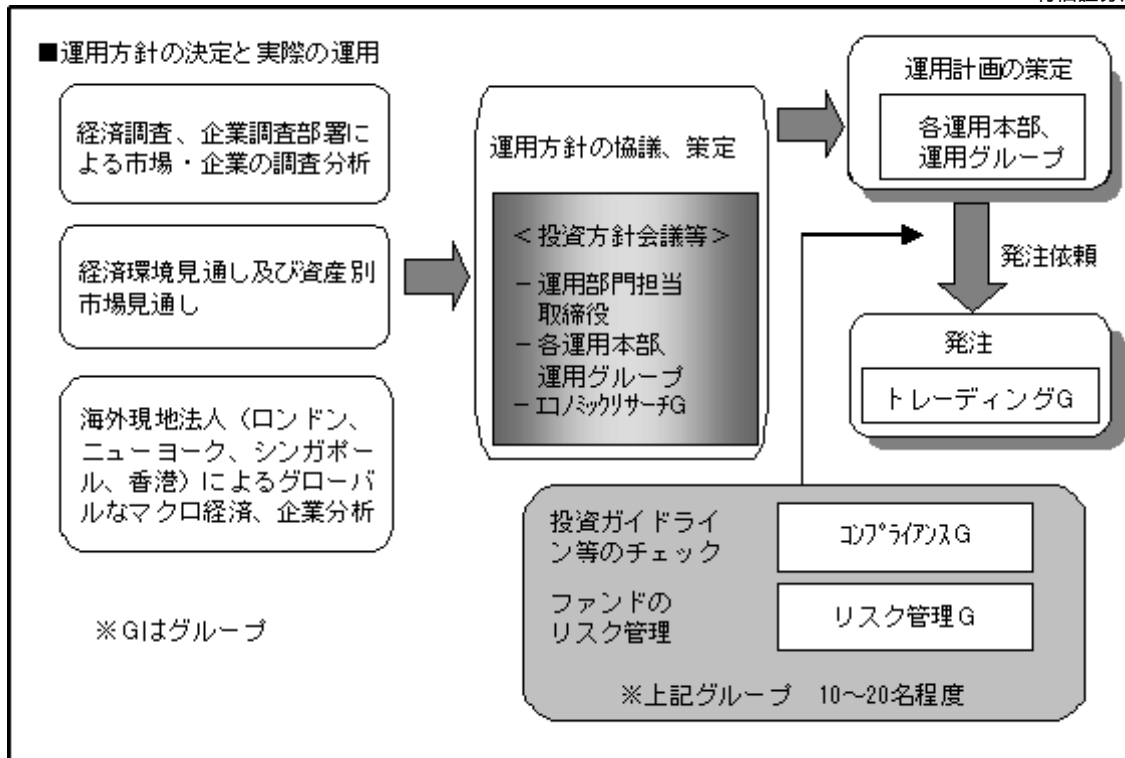 ■運用方針の決定と実際の運用
経済調査、企業調査部署に
よる市場・企業の調査分析
経済環境見通し及び資産別
市場見通し
海外現地法人（ロンドン、
ニューヨーク、シンガポー
ル、香港）によるグローバ
ルなマクロ経済、企業分析
※Gはグループ
運用方針の協議、策定
＜投資方針会議等＞
－運用部門担当
取締役
－各運用本部、
運用グループ
－ｴｺﾉﾐｯｸﾘｻｰﾁG
運用計画の策定
各運用本部、
運用グループ
発注依頼
発注
トレーディングG
投資ガイドライ
ン等のチェック
ｺﾝﾌﾟﾗｲｱﾝｽG
ファンドの
リスク管理
リスク管理G
※上記グループ　10～20名程度